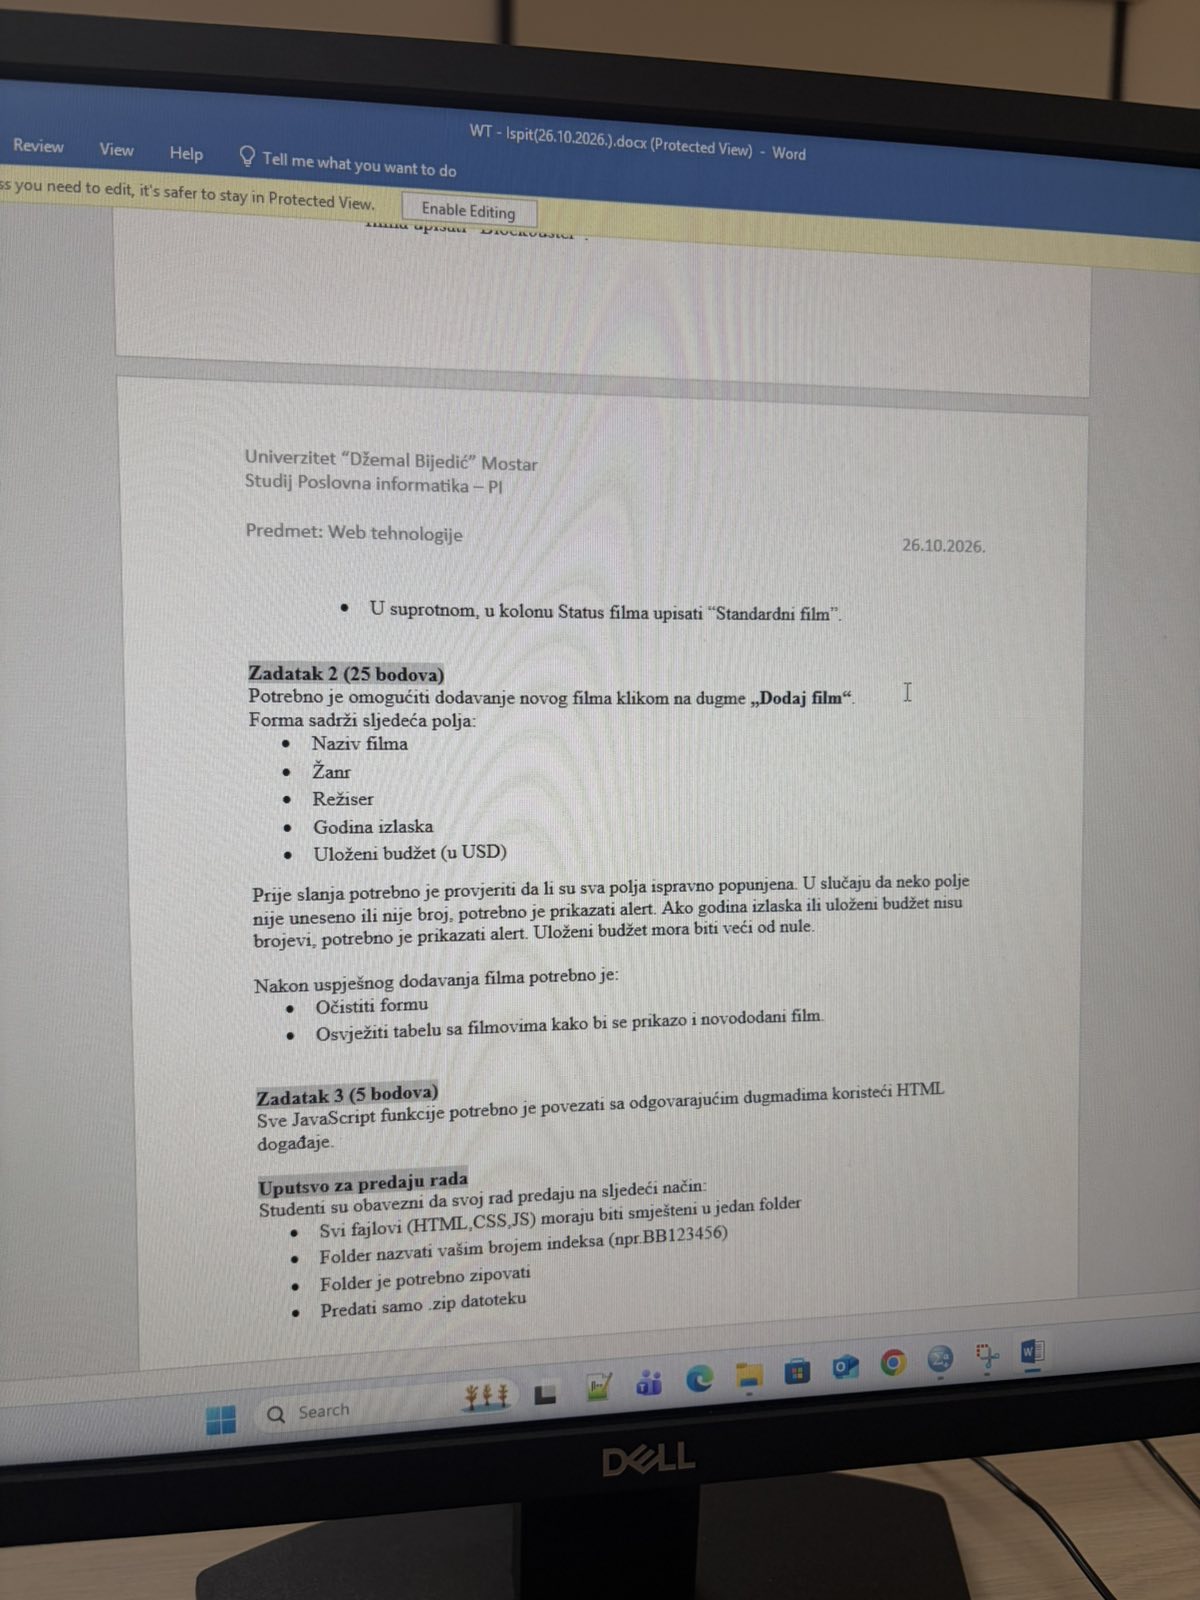 WT - Ispit(26.10.2026.).docx (Protected View) - Word
Review View Help Tell me what you want to do
ss you need to edit, it's safer to stay in Protected View. Enable Editing
upisati "Blockbuster".
Univerzitet “Džemal Bijedić” Mostar
Studij Poslovna informatika – PI
Predmet: Web tehnologije
26.10.2026.
• U suprotnom, u kolonu Status filma upisati “Standardni film”.
Zadatak 2 (25 bodova)
Potrebno je omogućiti dodavanje novog filma klikom na dugme „Dodaj film“.
Forma sadrži sljedeća polja:
• Naziv filma
• Žanr
• Režiser
• Godina izlaska
• Uloženi budžet (u USD)
Prije slanja potrebno je provjeriti da li su sva polja ispravno popunjena. U slučaju da neko polje
nije uneseno ili nije broj, potrebno je prikazati alert. Ako godina izlaska ili uloženi budžet nisu
brojevi, potrebno je prikazati alert. Uloženi budžet mora biti veći od nule.
Nakon uspješnog dodavanja filma potrebno je:
• Očistiti formu
• Osvježiti tabelu sa filmovima kako bi se prikazo i novododani film.
Zadatak 3 (5 bodova)
Sve JavaScript funkcije potrebno je povezati sa odgovarajućim dugmadima koristeći HTML
događaje.
Uputsvo za predaju rada
Studenti su obavezni da svoj rad predaju na sljedeći način:
• Svi fajlovi (HTML,CSS,JS) moraju biti smješteni u jedan folder
• Folder nazvati vašim brojem indeksa (npr.BB123456)
• Folder je potrebno zipovati
• Predati samo .zip datoteku
Search
DELL